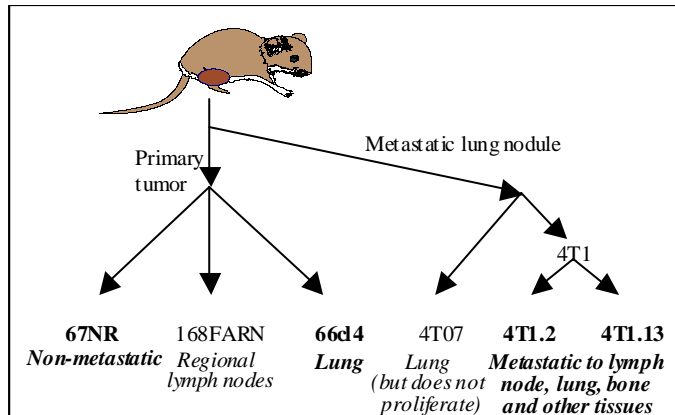 Metastatic lung nodule
Primary
tumor
4T1
67NR
Non-metastatic
168FARN
Regional
lymph nodes
66cl4
Lung
4T07
Lung
(but does not
proliferate)
4T1.2
4T1.13
Metastatic to lymph
node, lung, bone
and other tissues